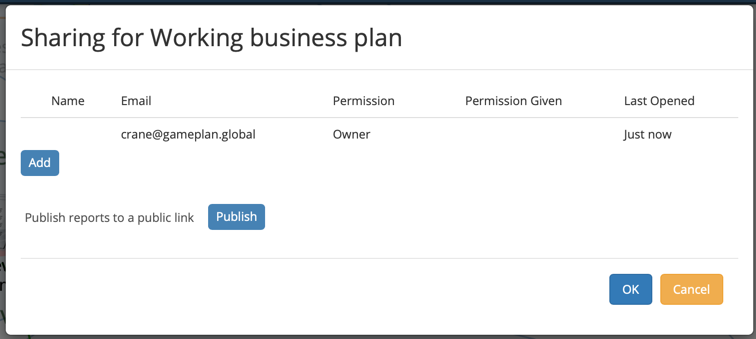 Sharing for Working business plan
Name Email Permission Permission Given Last Opened
crane@gameplan.global Owner Just now
Add
Publish reports to a public link Publish
OK Cancel